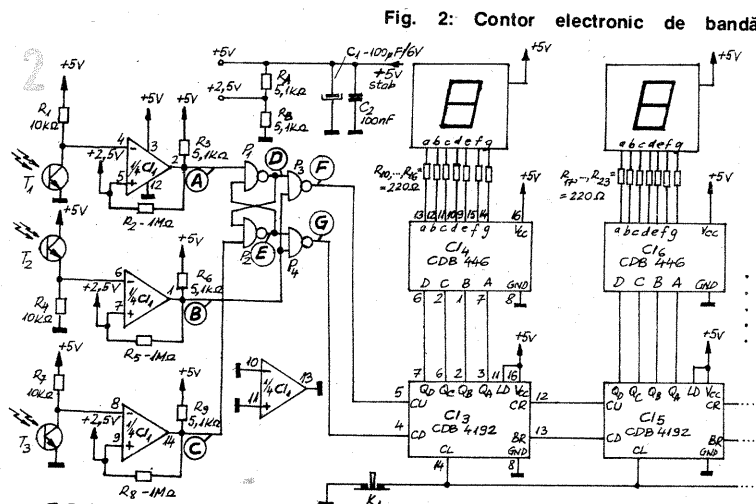 Fig. 2: Contor electronic de bandă
2
+5V
R1
10KΩ
T1
+2,5V
4
5
+5V
3
1/4 CI1
12
2
R2-1MΩ
+5V
R3
5,1KΩ
A
+5V
+2,5V
RA
5,1KΩ
RB
5,1KΩ
C1-100µF/6V
+5V
stab
C2
100nF
P1
D
P3
F
E
P2
G
P4
+5V
T2
R4
10KΩ
6
+2,5V
7
1/4 CI1
1
R5-1MΩ
+5V
R6
5,1KΩ
B
+5V
R7
10KΩ
T3
8
+2,5V
9
1/4 CI1
14
R8-1MΩ
+5V
R9
5,1KΩ
C
10
11
1/4 CI1
13
+5V
a b c d e f g
R10,...R16=
=220Ω
+5V
13 12 11 10 9 15 14 16
a b c d e f g VCC
CI4
CDB 446
D C B A GND
6 2 1 7 8
+5V
7 6 2 3 11 16
QD QC QB QA LD VCC
5
CU
CI3
CDB 4192
CR
12
4
CD
BR
13
CL
GND
14
8
K1
+5V
a b c d e f g
R17,..,R23=
=220Ω
+5V
a b c d e f g VCC
CI6
CDB 446
D C B A GND
+5V
QD QC QB QA LD VCC
CU
CI5
CDB 4192
CR
CD
BR
CL
GND